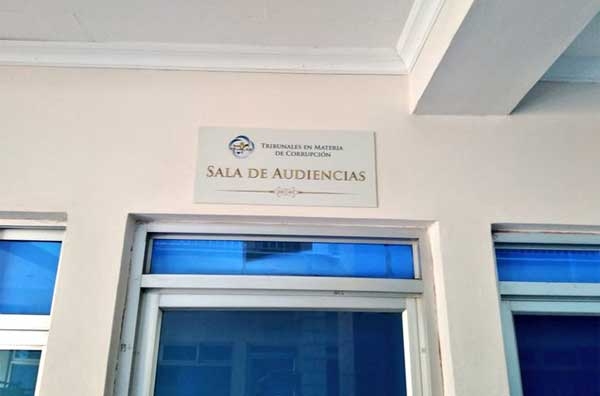 TRIBUNALES EN MATERIA
DE CORRUPCIÓN
SALA DE AUDIENCIAS